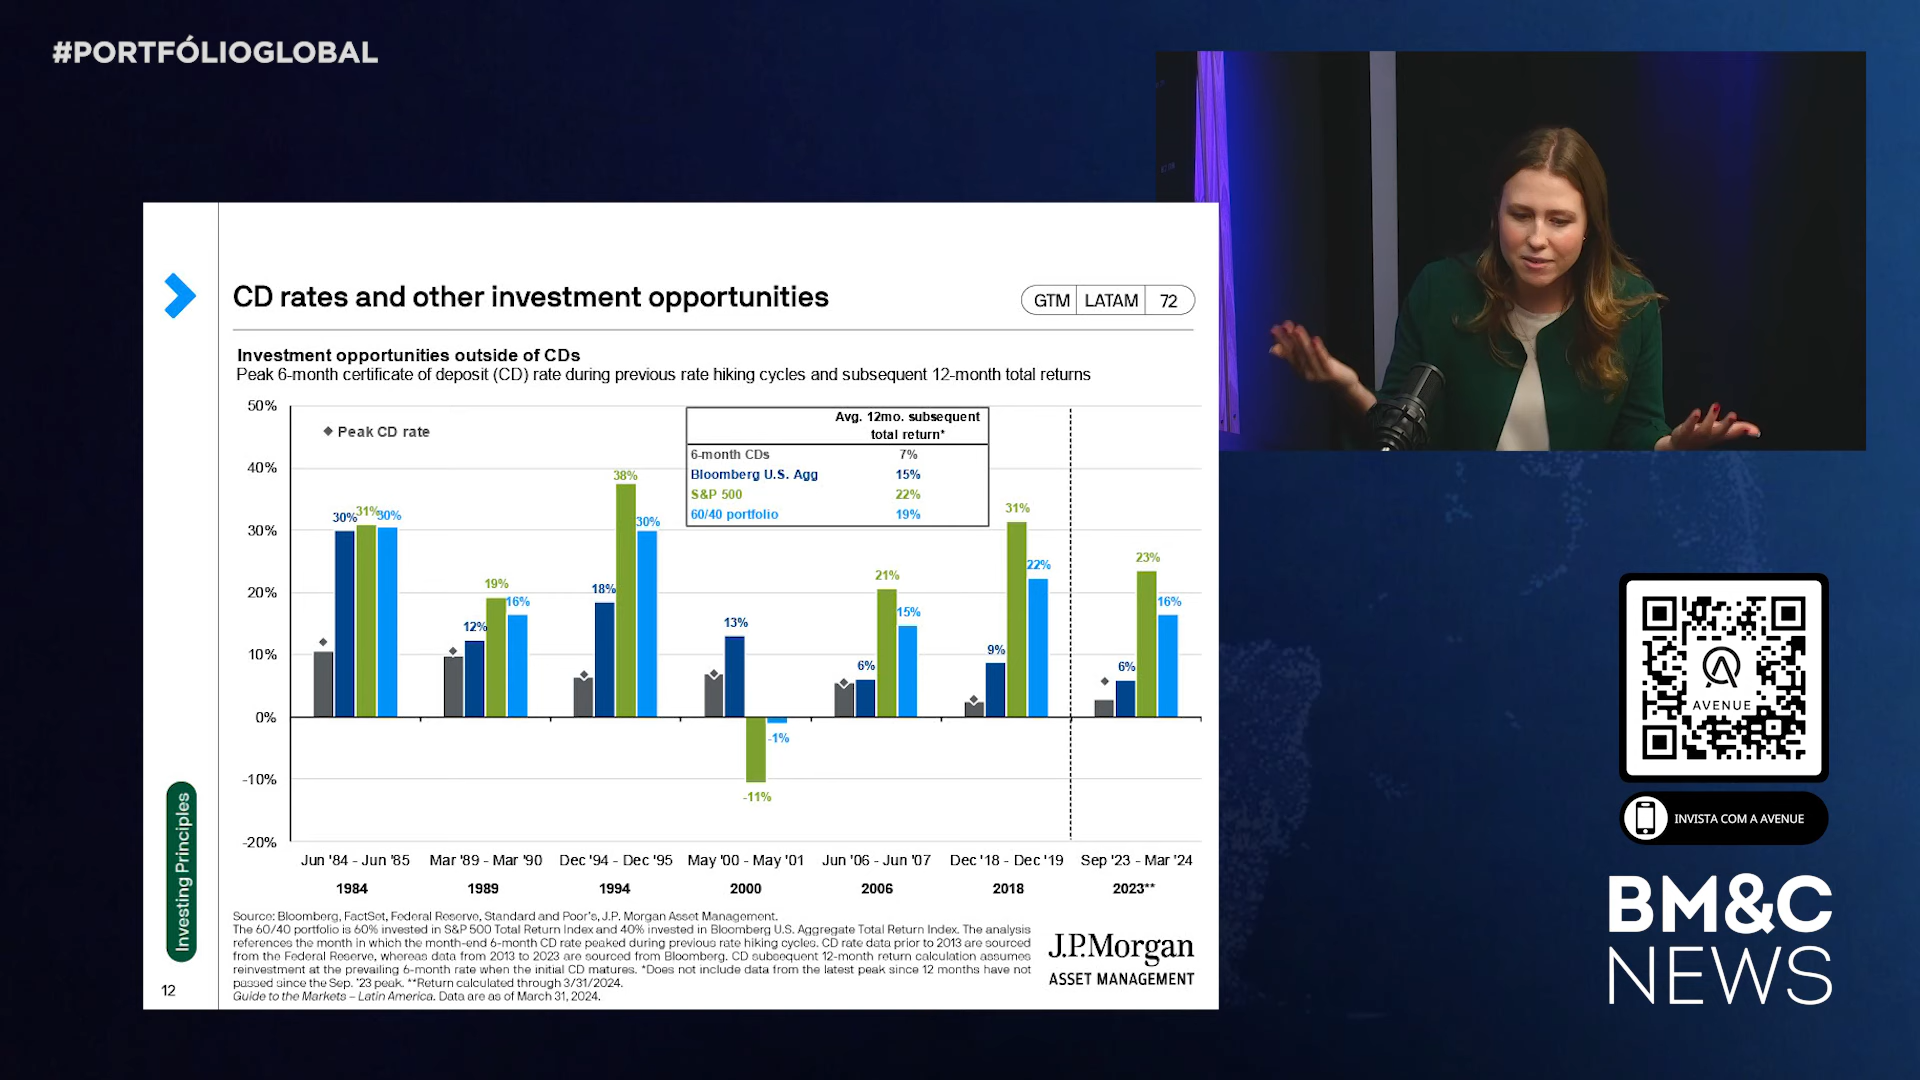 #PORTFÓLIOGLOBAL
CD rates and other investment opportunities
GTM LATAM 72
Investment opportunities outside of CDs
Peak 6-month certificate of deposit (CD) rate during previous rate hiking cycles and subsequent 12-month total returns
50%
40%
30%
20%
10%
0%
-10%
-20%
Peak CD rate
Avg. 12mo. subsequent
total return*
6-month CDs 7%
Bloomberg U.S. Agg 15%
S&P 500 22%
60/40 portfolio 19%
30% 31% 30%
12% 19% 16%
18% 38% 30%
13% -11% -1%
6% 21% 15%
9% 31% 22%
6% 23% 16%
Jun '84 - Jun '85 Mar '89 - Mar '90 Dec '94 - Dec '95 May '00 - May '01 Jun '06 - Jun '07 Dec '18 - Dec '19 Sep '23 - Mar '24
1984 1989 1994 2000 2006 2018 2023**
Source: Bloomberg, FactSet, Federal Reserve, Standard and Poor's, J.P. Morgan Asset Management.
The 60/40 portfolio is 60% invested in S&P 500 Total Return Index and 40% invested in Bloomberg U.S. Aggregate Total Return Index. The analysis
references the month in which the month-end 6-month CD rate peaked during previous rate hiking cycles. CD rate data prior to 2013 are sourced
from the Federal Reserve, whereas data from 2013 to 2023 are sourced from Bloomberg. CD subsequent 12-month return calculation assumes
reinvestment at the prevailing 6-month rate when the initial CD matures. *Does not include data from the latest peak since 12 months have not
passed since the Sep. '23 peak. **Return calculated through 3/31/2024.
Guide to the Markets – Latin America. Data are as of March 31, 2024.
J.P.Morgan
ASSET MANAGEMENT
Investing Principles
12
AVENUE
INVISTA COM A AVENUE
BM&C
NEWS